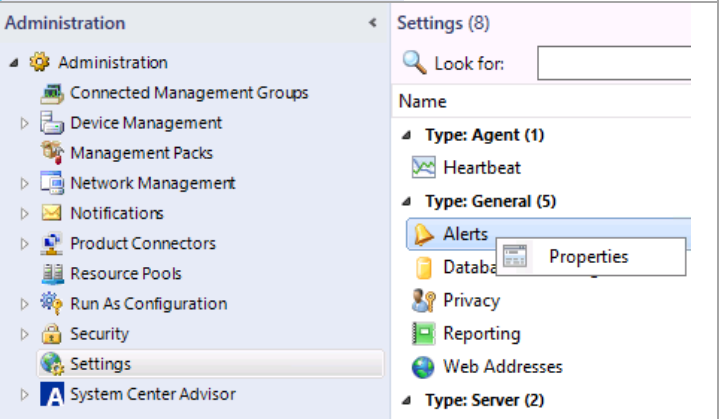 Administration
Administration
Connected Management Groups
Device Management
Management Packs
Network Management
Notifications
Product Connectors
Resource Pools
Run As Configuration
Security
Settings
System Center Advisor
Settings (8)
Look for:
Name
Type: Agent (1)
Heartbeat
Type: General (5)
Alerts
Properties
Privacy
Reporting
Web Addresses
Type: Server (2)